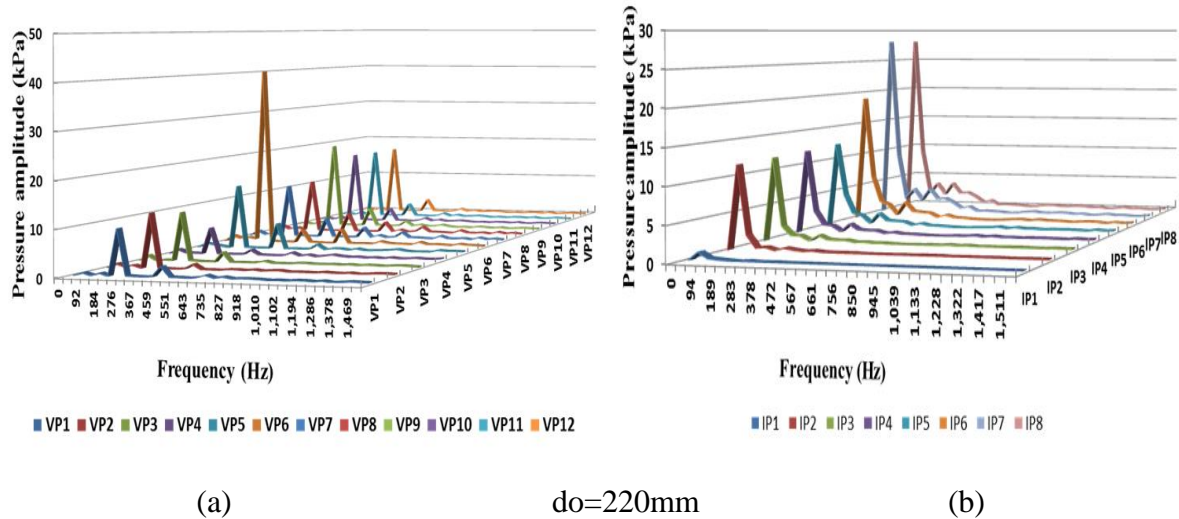 Pressure amplitude (kPa)
50
40
30
20
10
0
0
92
184
276
367
459
551
643
735
827
918
1,010
1,102
1,194
1,286
1,378
1,469
VP1
VP2
VP3
VP4
VP5
VP6
VP7
VP8
VP9
VP10
VP11
VP12
Frequency (Hz)
VP1 VP2 VP3 VP4 VP5 VP6 VP7 VP8 VP9 VP10 VP11 VP12
Pressure amplitude (kPa)
30
25
20
15
10
5
0
0
94
189
283
378
472
567
661
756
850
945
1,039
1,133
1,228
1,322
1,417
1,511
IP1
IP2
IP3
IP4
IP5
IP6
IP7
IP8
Frequency (Hz)
IP1 IP2 IP3 IP4 IP5 IP6 IP7 IP8
(a) do=220mm (b)